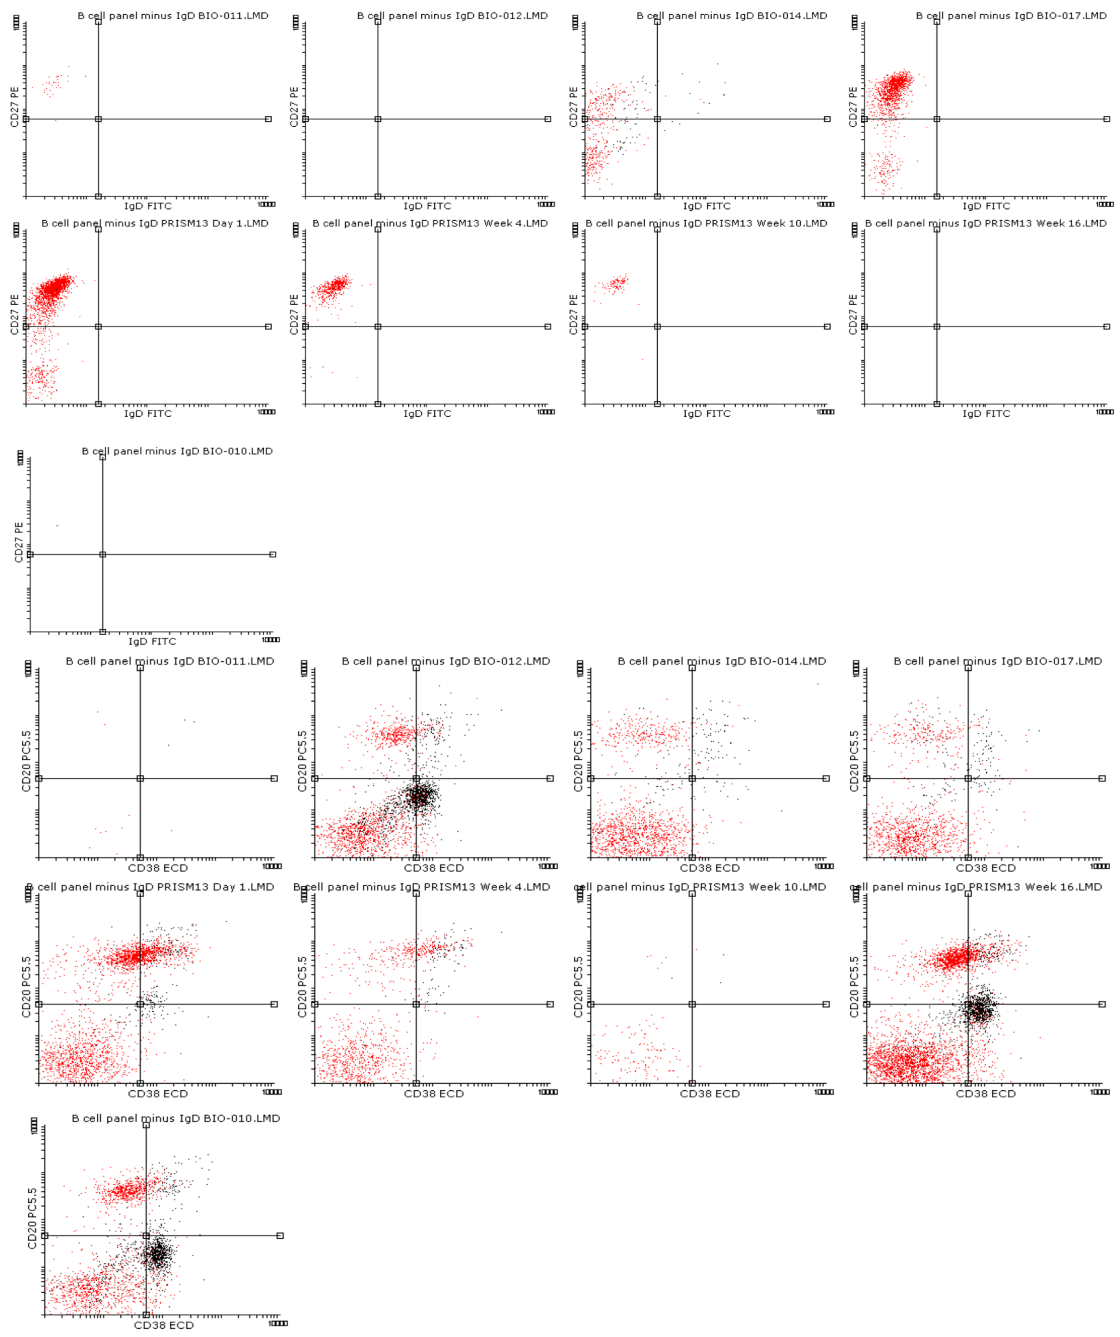 B cell panel minus IgD BIO-011.LMD
B cell panel minus IgD BIO-012.LMD
B cell panel minus IgD BIO-014.LMD
B cell panel minus IgD BIO-017.LMD
CD27 PE
CD27 PE
CD27 PE
CD27 PE
IgD FITC
IgD FITC
IgD FITC
IgD FITC
B cell panel minus IgD PRISM13 Day 1.LMD
B cell panel minus IgD PRISM13 Week 4.LMD
B cell panel minus IgD PRISM13 Week 10.LMD
B cell panel minus IgD PRISM13 Week 16.LMD
CD27 PE
CD27 PE
CD27 PE
CD27 PE
IgD FITC
IgD FITC
IgD FITC
IgD FITC
B cell panel minus IgD BIO-010.LMD
CD27 PE
IgD FITC
B cell panel minus IgD BIO-011.LMD
B cell panel minus IgD BIO-012.LMD
B cell panel minus IgD BIO-014.LMD
B cell panel minus IgD BIO-017.LMD
CD20 PC5.5
CD20 PC5.5
CD20 PC5.5
CD20 PC5.5
CD38 ECD
CD38 ECD
CD38 ECD
CD38 ECD
cell panel minus IgD PRISM13 Day 1.LMD
cell panel minus IgD PRISM13 Week 4.LMD
cell panel minus IgD PRISM13 Week 10.LMD
cell panel minus IgD PRISM13 Week 16.LMD
CD20 PC5.5
CD20 PC5.5
CD20 PC5.5
CD20 PC5.5
CD38 ECD
CD38 ECD
CD38 ECD
CD38 ECD
B cell panel minus IgD BIO-010.LMD
CD20 PC5.5
CD38 ECD